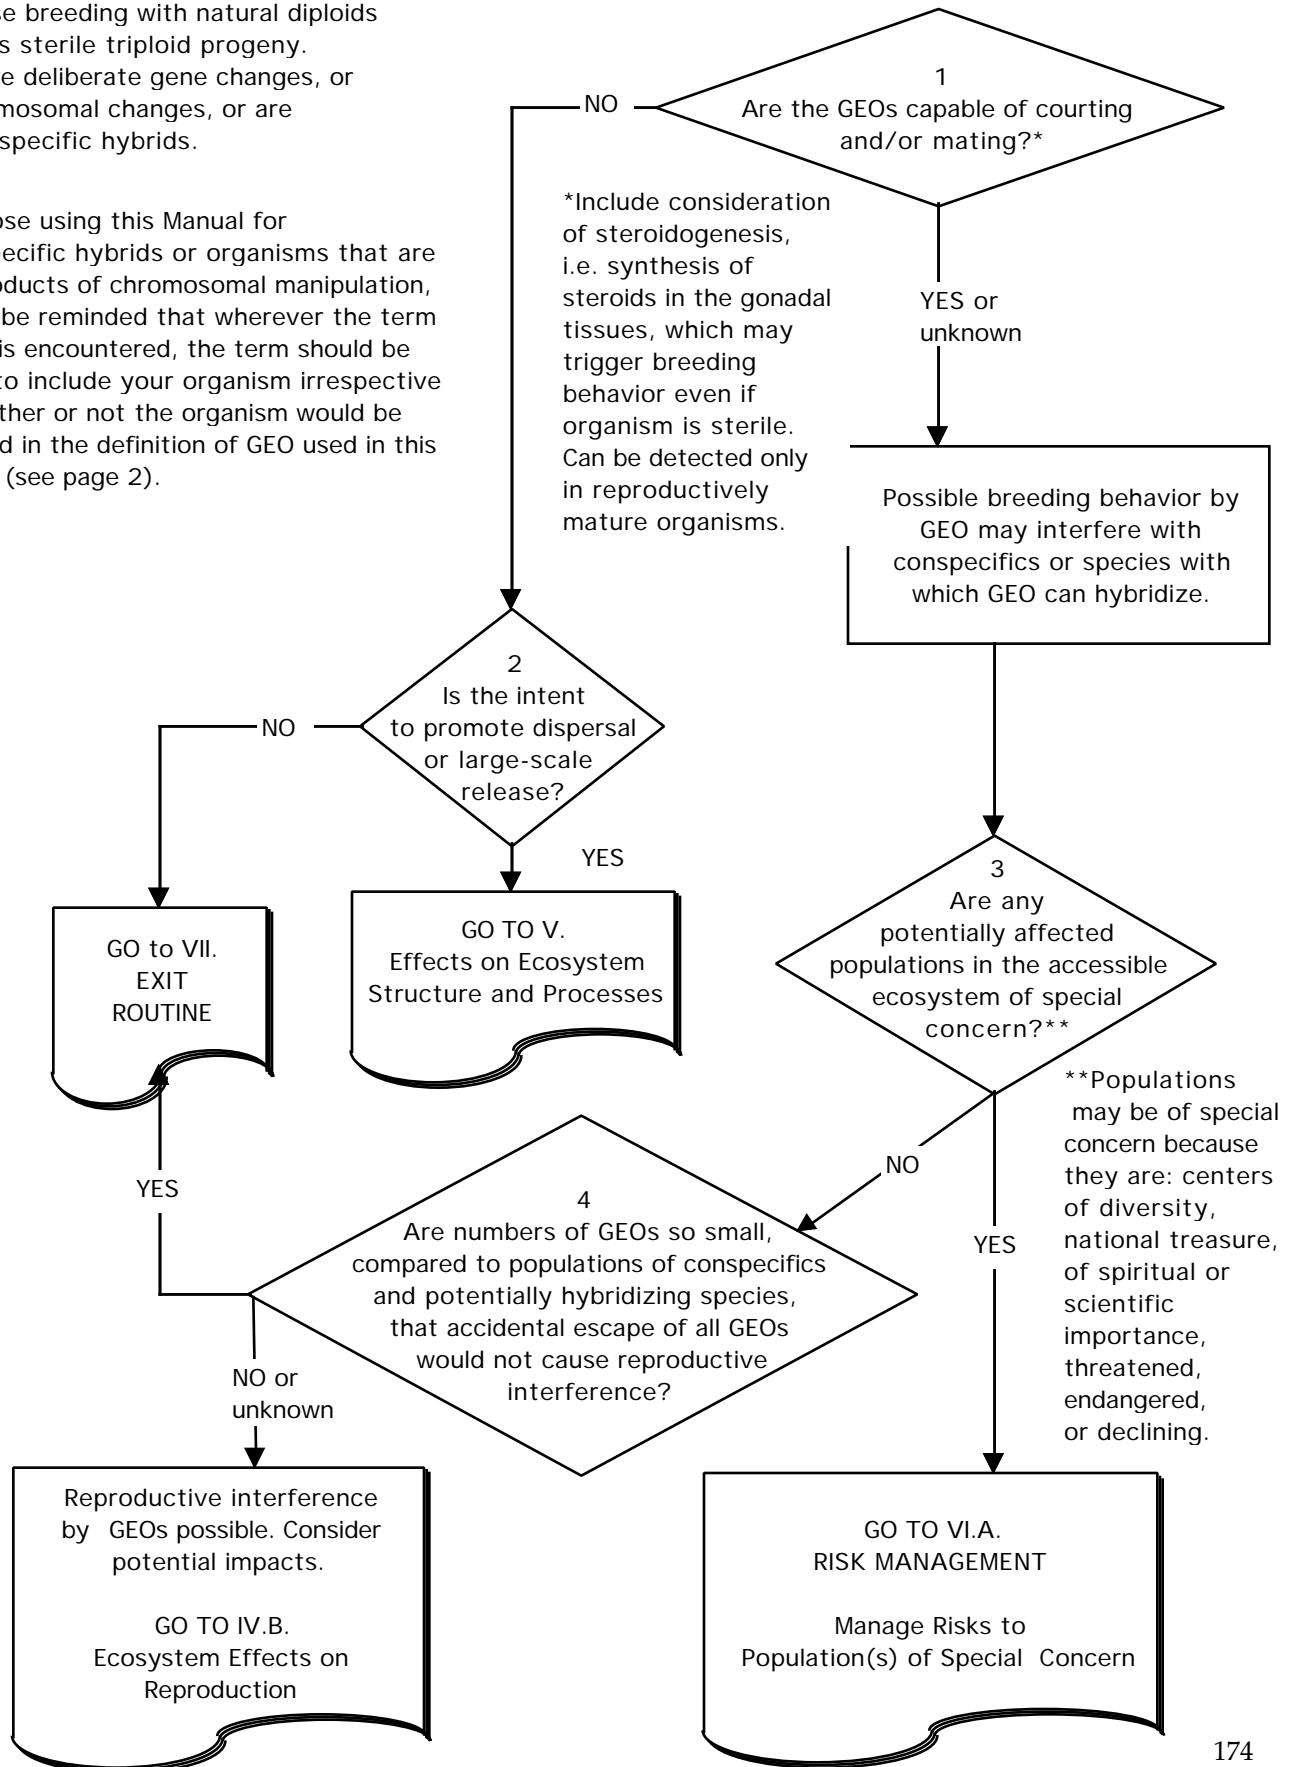 se breeding with natural diploids
s sterile triploid progeny.
e deliberate gene changes, or
mosomal changes, or are
specific hybrids.
ose using this Manual for
pecific hybrids or organisms that are
oducts of chromosomal manipulation,
be reminded that wherever the term
is encountered, the term should be
to include your organism irrespective
ther or not the organism would be
d in the definition of GEO used in this
(see page 2).
1
Are the GEOs capable of courting
and/or mating?*
NO
*Include consideration
of steroidogenesis,
i.e. synthesis of
steroids in the gonadal
tissues, which may
trigger breeding
behavior even if
organism is sterile.
Can be detected only
in reproductively
mature organisms.
YES or
unknown
Possible breeding behavior by
GEO may interfere with
conspecifics or species with
which GEO can hybridize.
2
Is the intent
to promote dispersal
or large-scale
release?
NO
YES
GO to VII.
EXIT
ROUTINE
GO TO V.
Effects on Ecosystem
Structure and Processes
3
Are any
potentially affected
populations in the accessible
ecosystem of special
concern?**
**Populations
may be of special
concern because
they are: centers
of diversity,
national treasure,
of spiritual or
scientific
importance,
threatened,
endangered,
or declining.
NO
YES
YES
4
Are numbers of GEOs so small,
compared to populations of conspecifics
and potentially hybridizing species,
that accidental escape of all GEOs
would not cause reproductive
interference?
NO or
unknown
Reproductive interference
by GEOs possible. Consider
potential impacts.
GO TO IV.B.
Ecosystem Effects on
Reproduction
GO TO VI.A.
RISK MANAGEMENT
Manage Risks to
Population(s) of Special Concern
174